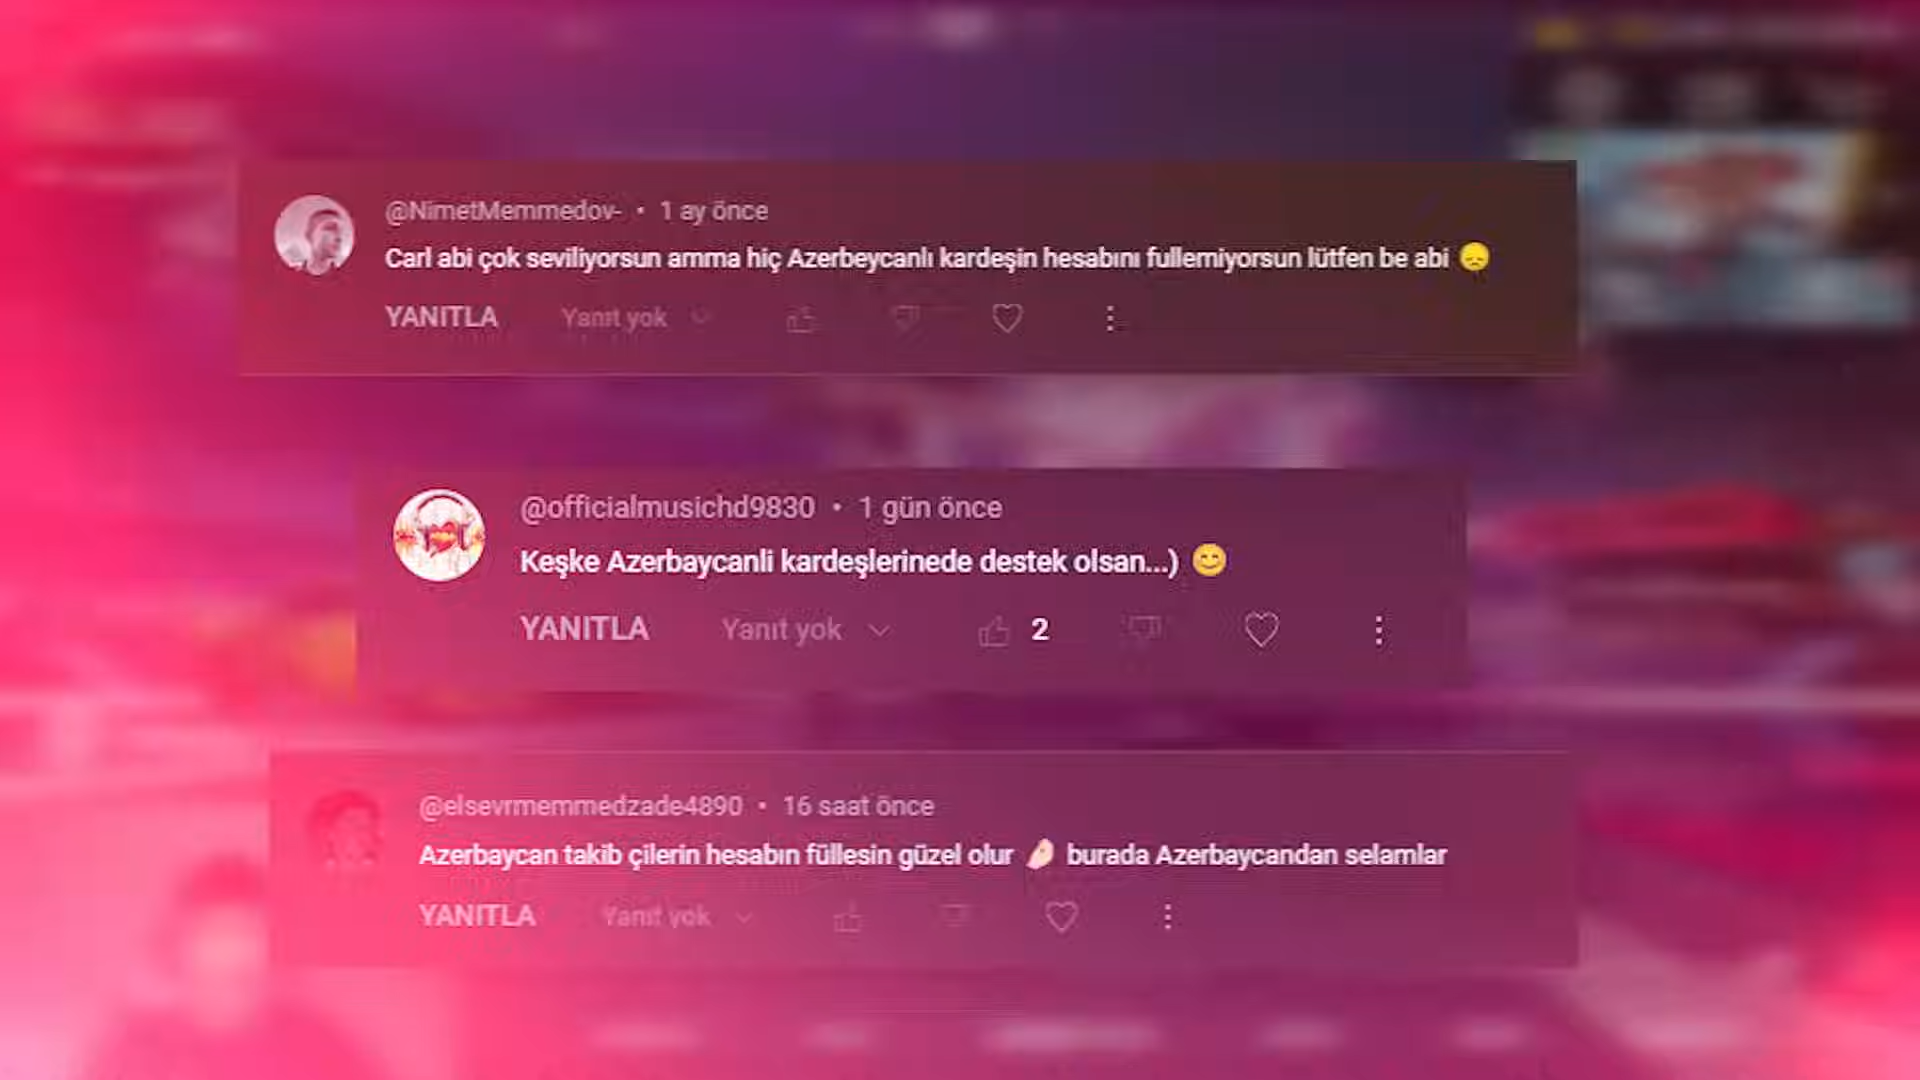 @NimetMemmedov- • 1 ay önce
Carl abi çok seviliyorsun amma hiç Azerbeycanlı kardeşin hesabını fullemiyorsun lütfen be abi 😞
YANITLA Yanıt yok
@officialmusichd9830 • 1 gün önce
Keşke Azerbaycanli kardeşlerinede destek olsan...) 😊
YANITLA Yanıt yok 2
@elsevrmemmedzade4890 • 16 saat önce
Azerbaycan takib çilerin hesabın füllesin güzel olur 🤌🏻 burada Azerbaycandan selamlar
YANITLA Yanıt yok